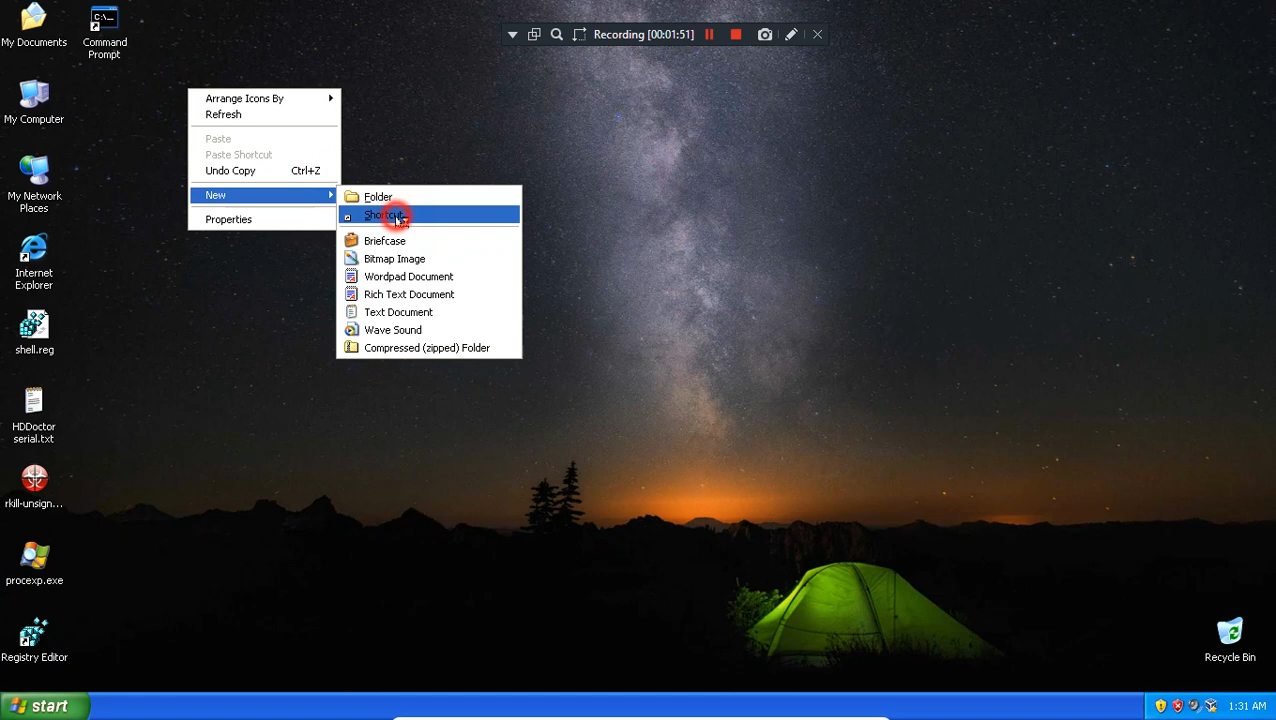 Recording [00:01:51]
My Documents
Command
Prompt
My Computer
My Network
Places
Internet
Explorer
shell.reg
HDDoctor
serial.txt
rkill-unsign...
procexp.exe
Registry Editor
Arrange Icons By
Refresh
Paste
Paste Shortcut
Undo Copy Ctrl+Z
New
Properties
Folder
Shortcut
Briefcase
Bitmap Image
Wordpad Document
Rich Text Document
Text Document
Wave Sound
Compressed (zipped) Folder
Recycle Bin
start
1:31 AM